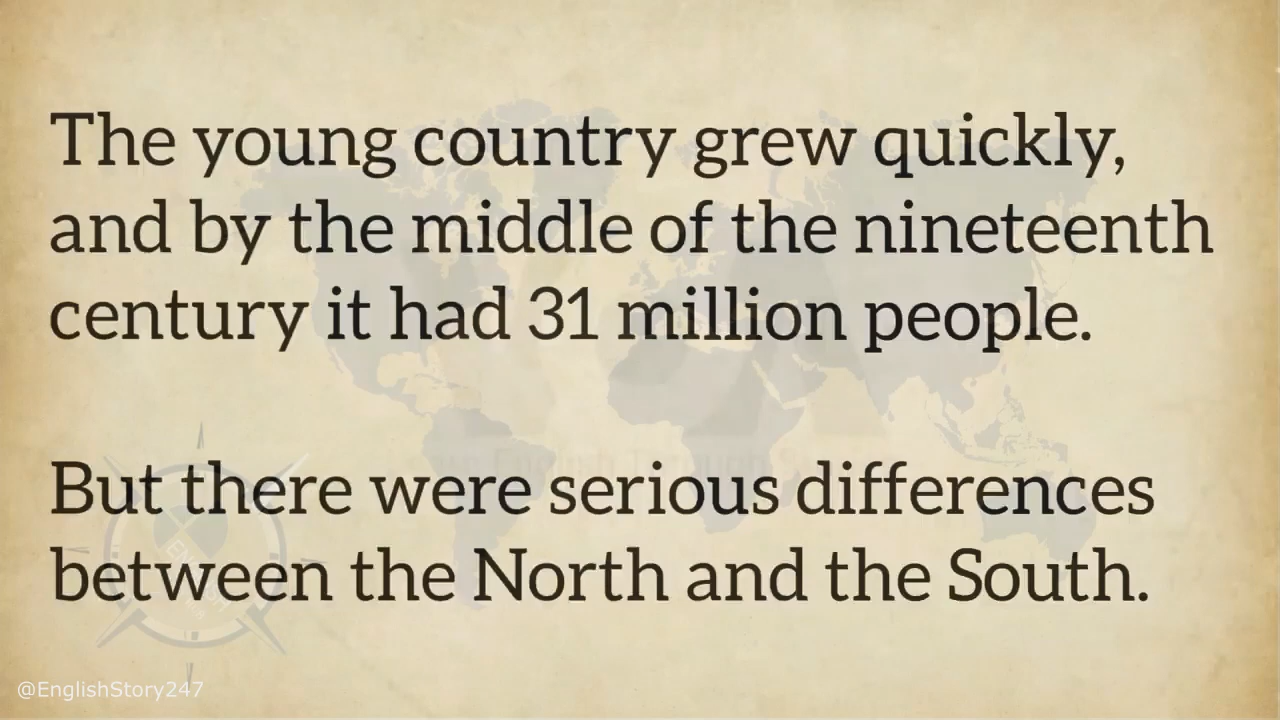 The young country grew quickly,
and by the middle of the nineteenth
century it had 31 million people.
But there were serious differences
between the North and the South.
@EnglishStory247